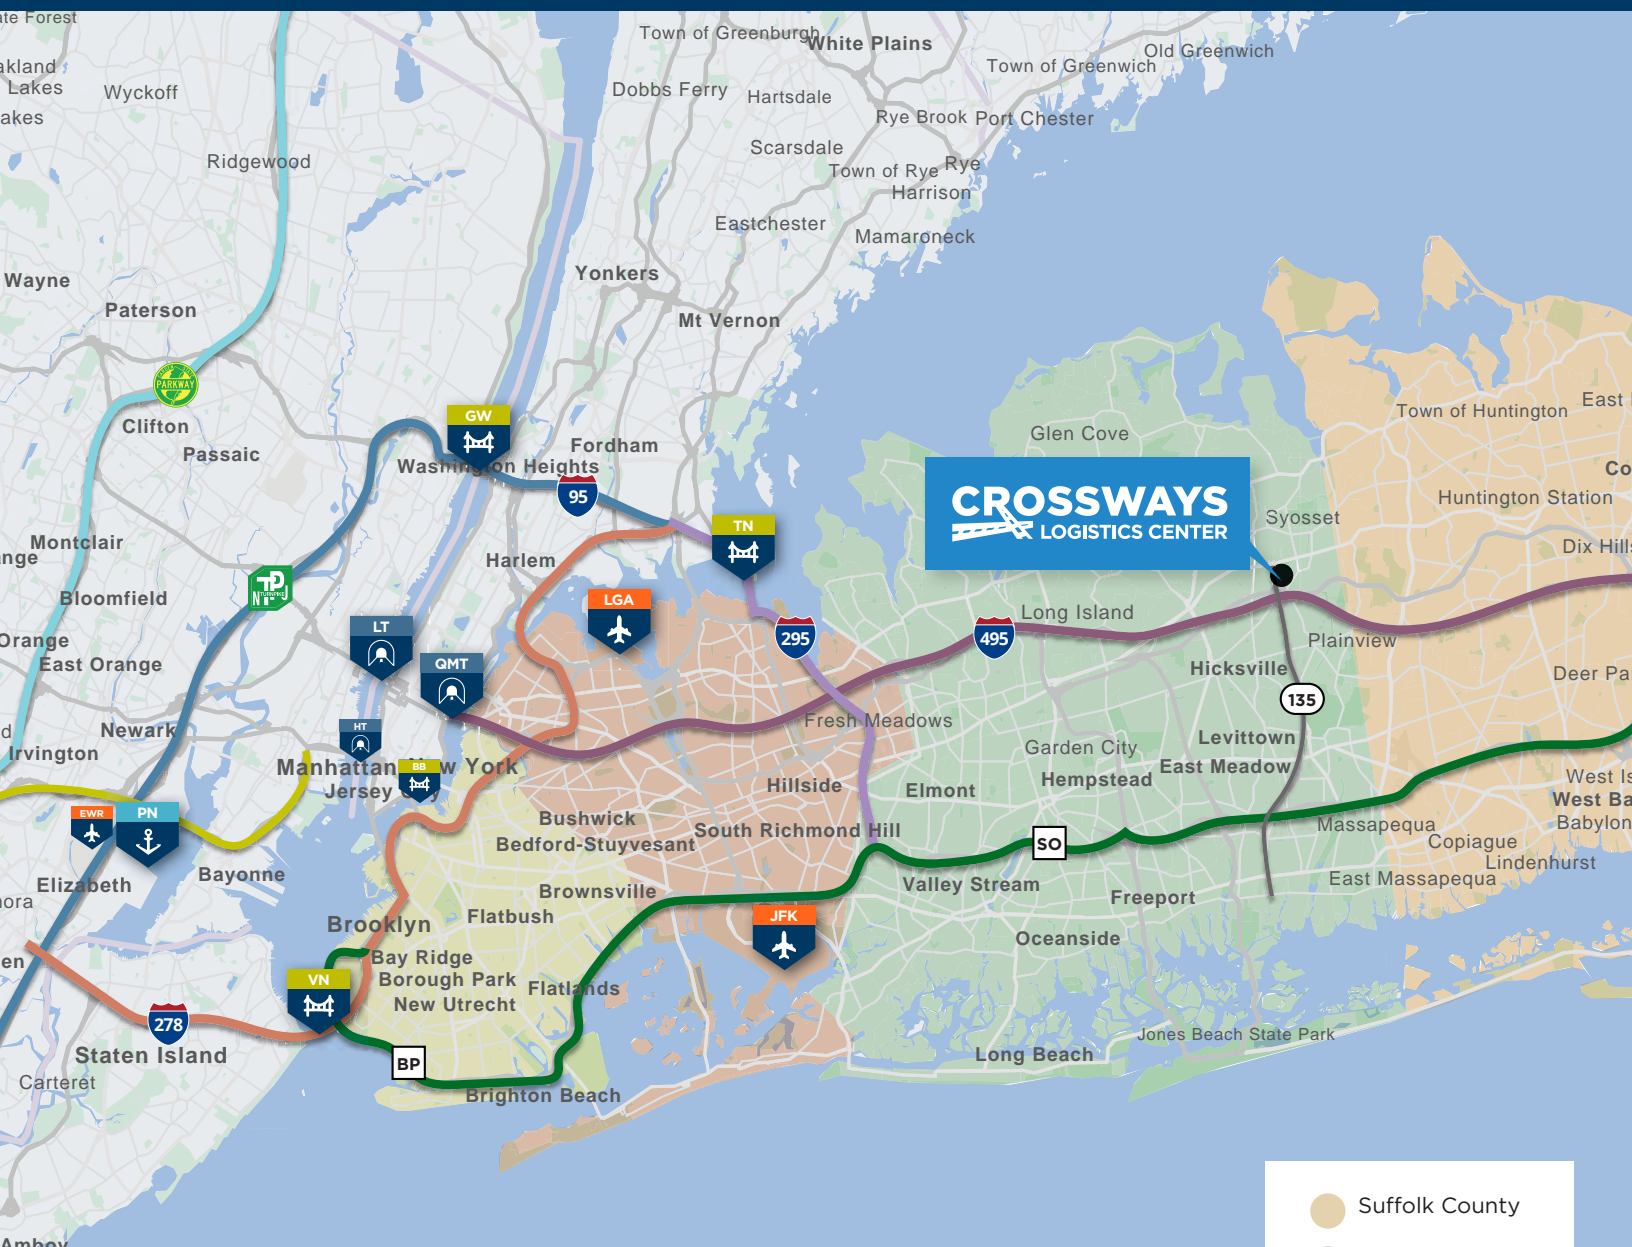 ate Forest
Town of Greenburgh
White Plains
Old Greenwich
Town of Greenwich
akland
Lakes
Wyckoff
Dobbs Ferry
Hartsdale
akes
Rye Brook
Port Chester
Scarsdale
Ridgewood
Town of Rye
Rye
Harrison
Eastchester
Mamaroneck
Wayne
Yonkers
Paterson
Mt Vernon
PARKWAY
Clifton
Passaic
GW
Fordham
Washington Heights
95
Glen Cove
Town of Huntington
East
Co
Huntington Station
CROSSWAYS
LOGISTICS CENTER
Syosset
TN
Montclair
nge
Harlem
Dix Hills
TP
N TURNPIKE J
Bloomfield
LGA
Long Island
LT
295
495
Plainview
Orange
East Orange
QMT
Hicksville
Deer Pa
135
HT
Newark
Fresh Meadows
d
Irvington
Garden City
Levittown
BB
Manhattan
New York
Hempstead
East Meadow
Jersey City
Hillside
Elmont
West Is
West Ba
Babylon
EWR
PN
Bushwick
South Richmond Hill
Bedford-Stuyvesant
SO
Massapequa
Copiague
Lindenhurst
Bayonne
Elizabeth
nora
Brownsville
Valley Stream
Freeport
East Massapequa
Flatbush
JFK
Brooklyn
Oceanside
en
Bay Ridge
Borough Park
VN
Flatlands
New Utrecht
278
Staten Island
BP
Jones Beach State Park
Long Beach
Carteret
Brighton Beach
Suffolk County
Amboy